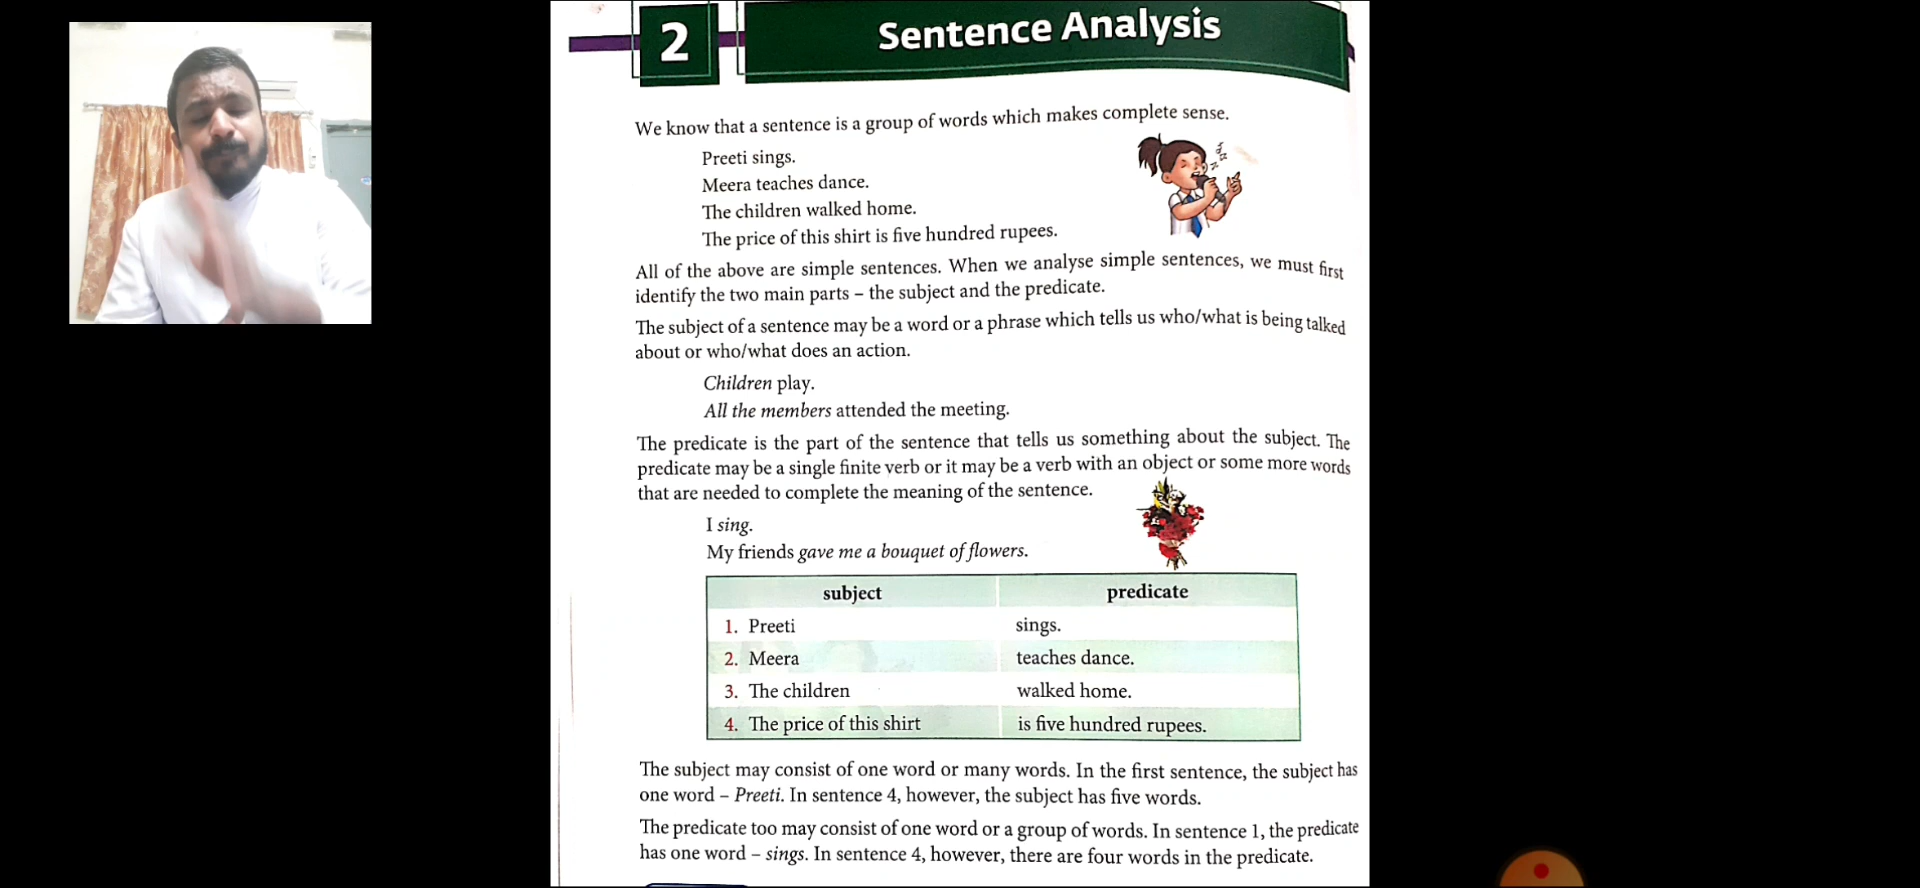 2
Sentence Analysis
We know that a sentence is a group of words which makes complete sense.
Preeti sings.
Meera teaches dance.
The children walked home.
The price of this shirt is five hundred rupees.
All of the above are simple sentences. When we analyse simple sentences, we must first
identify the two main parts – the subject and the predicate.
The subject of a sentence may be a word or a phrase which tells us who/what is being talked
about or who/what does an action.
Children play.
All the members attended the meeting.
The predicate is the part of the sentence that tells us something about the subject. The
predicate may be a single finite verb or it may be a verb with an object or some more words
that are needed to complete the meaning of the sentence.
I sing.
My friends gave me a bouquet of flowers.
subject predicate
1. Preeti sings.
2. Meera teaches dance.
3. The children walked home.
4. The price of this shirt is five hundred rupees.
The subject may consist of one word or many words. In the first sentence, the subject has
one word – Preeti. In sentence 4, however, the subject has five words.
The predicate too may consist of one word or a group of words. In sentence 1, the predicate
has one word – sings. In sentence 4, however, there are four words in the predicate.